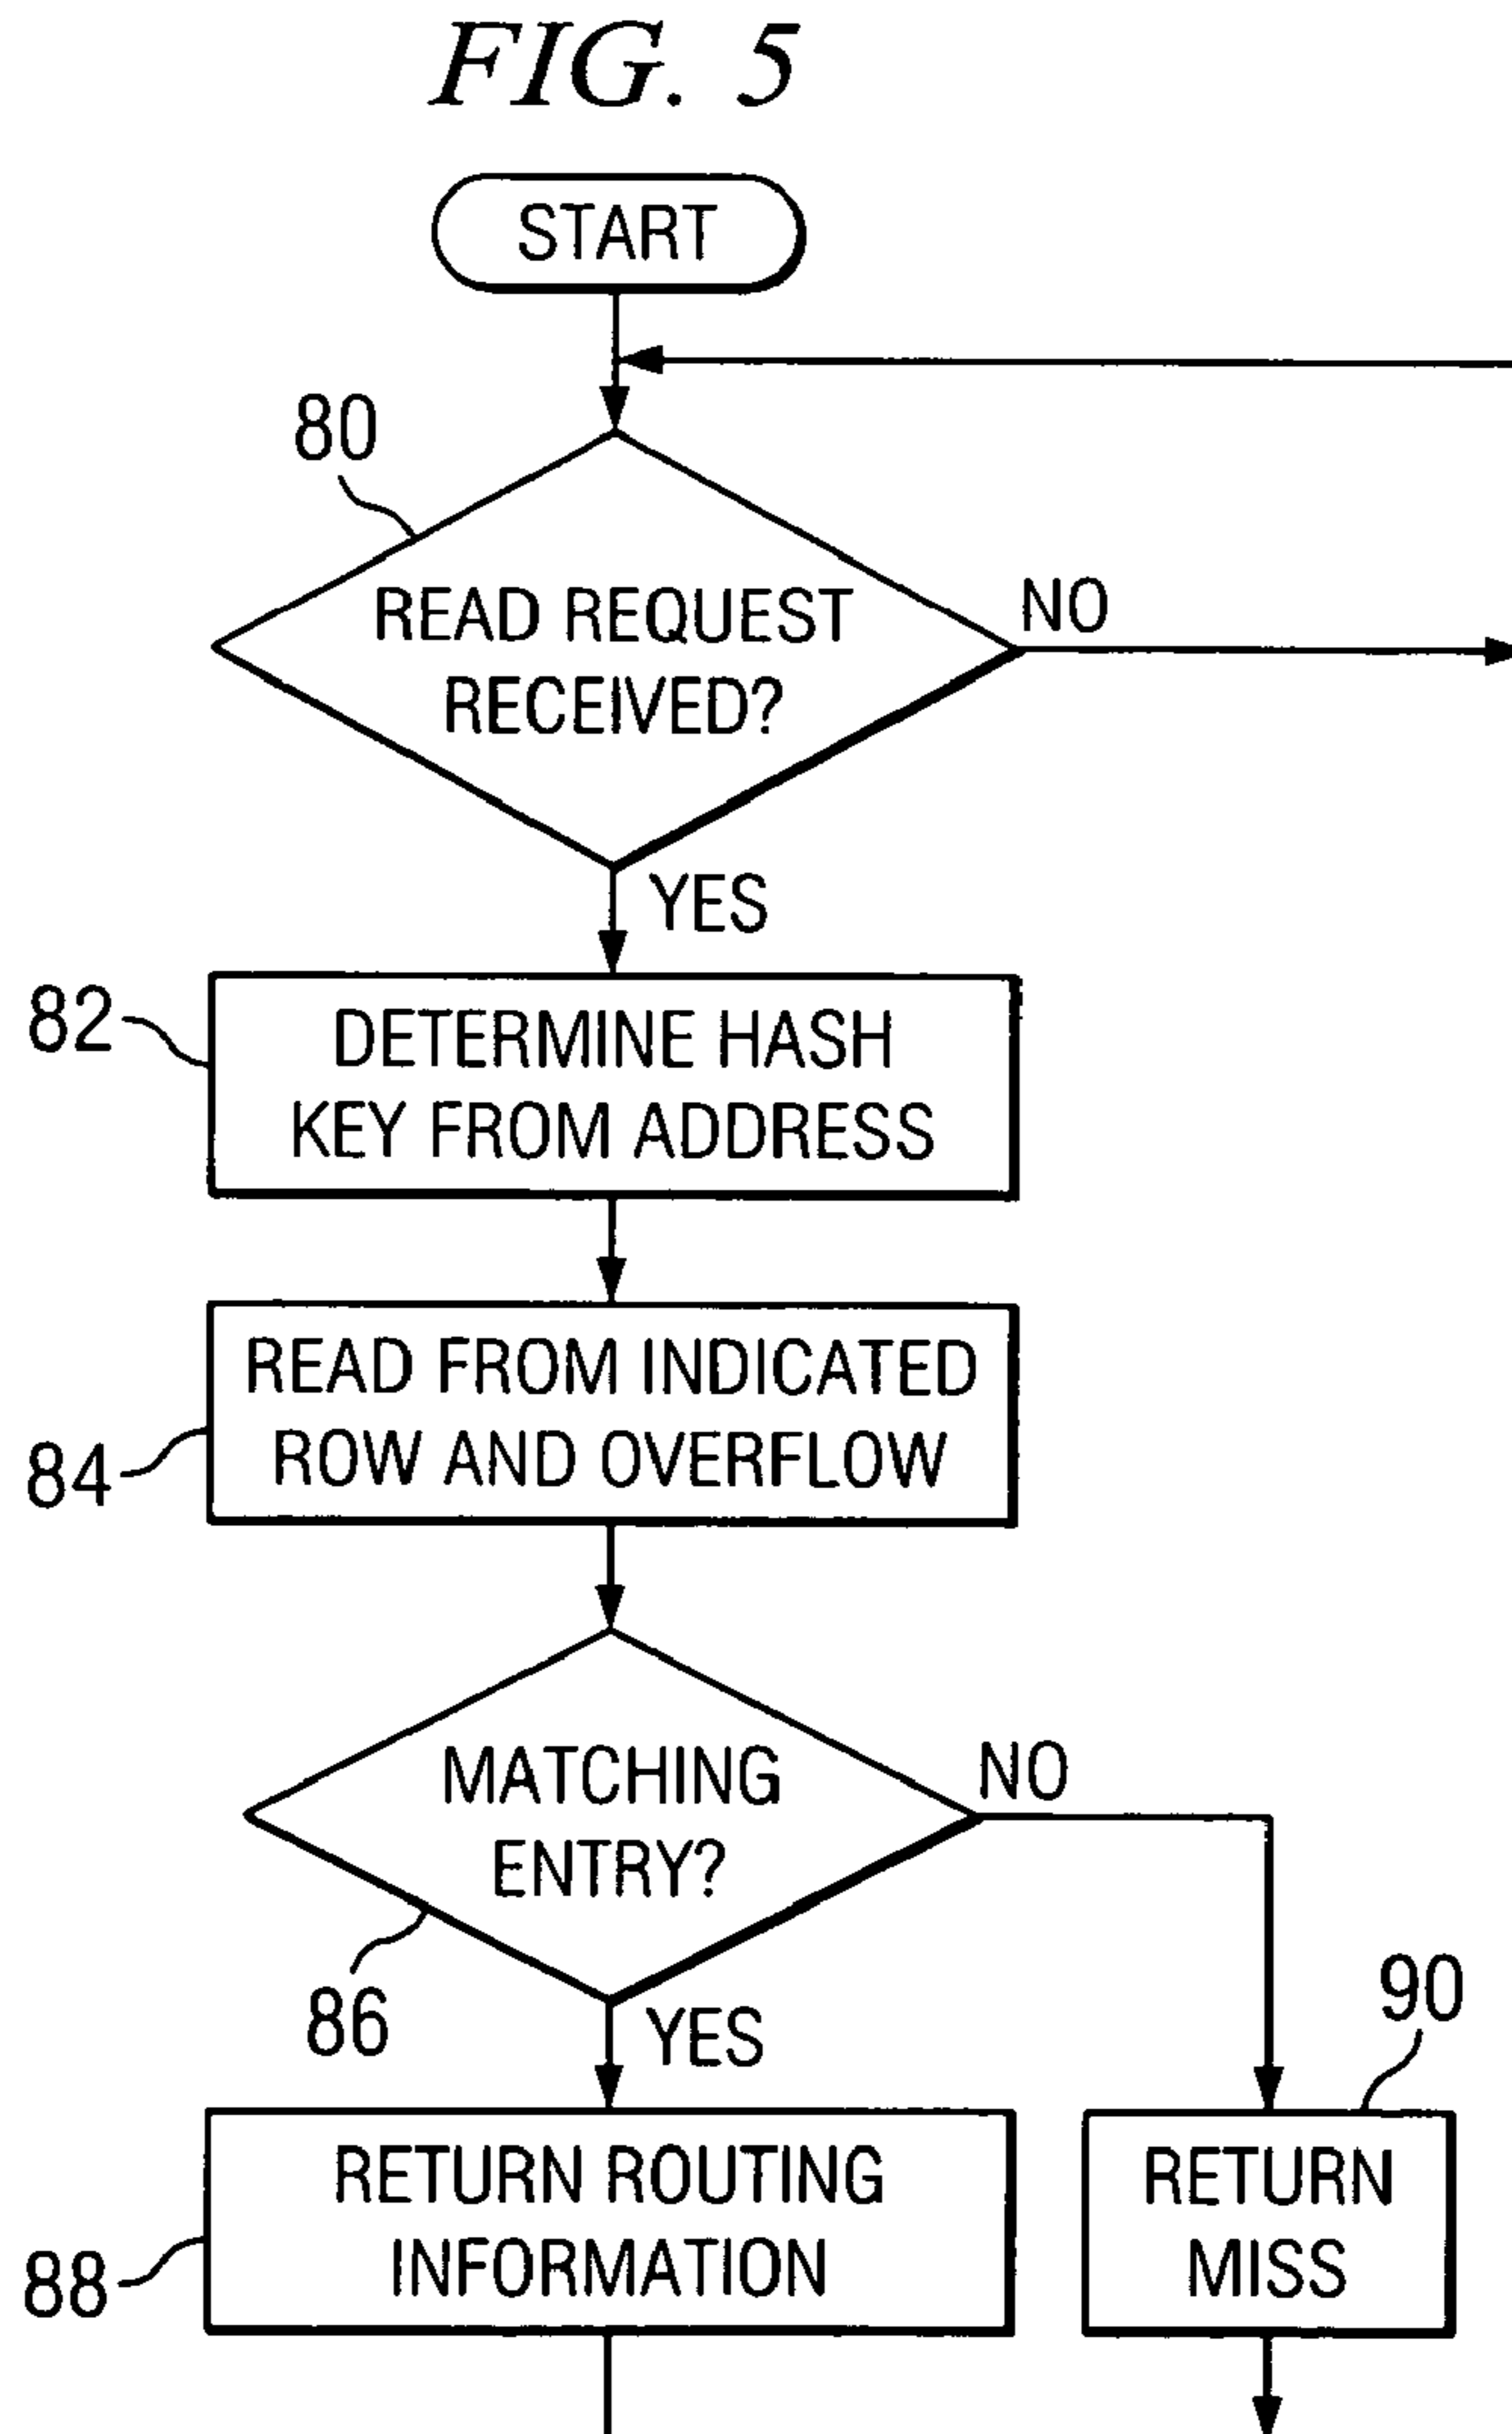 FIG. 5
START
80
READ REQUEST
RECEIVED?
NO
YES
82
DETERMINE HASH
KEY FROM ADDRESS
84
READ FROM INDICATED
ROW AND OVERFLOW
MATCHING
ENTRY?
NO
86
YES
90
88
RETURN ROUTING
INFORMATION
RETURN
MISS